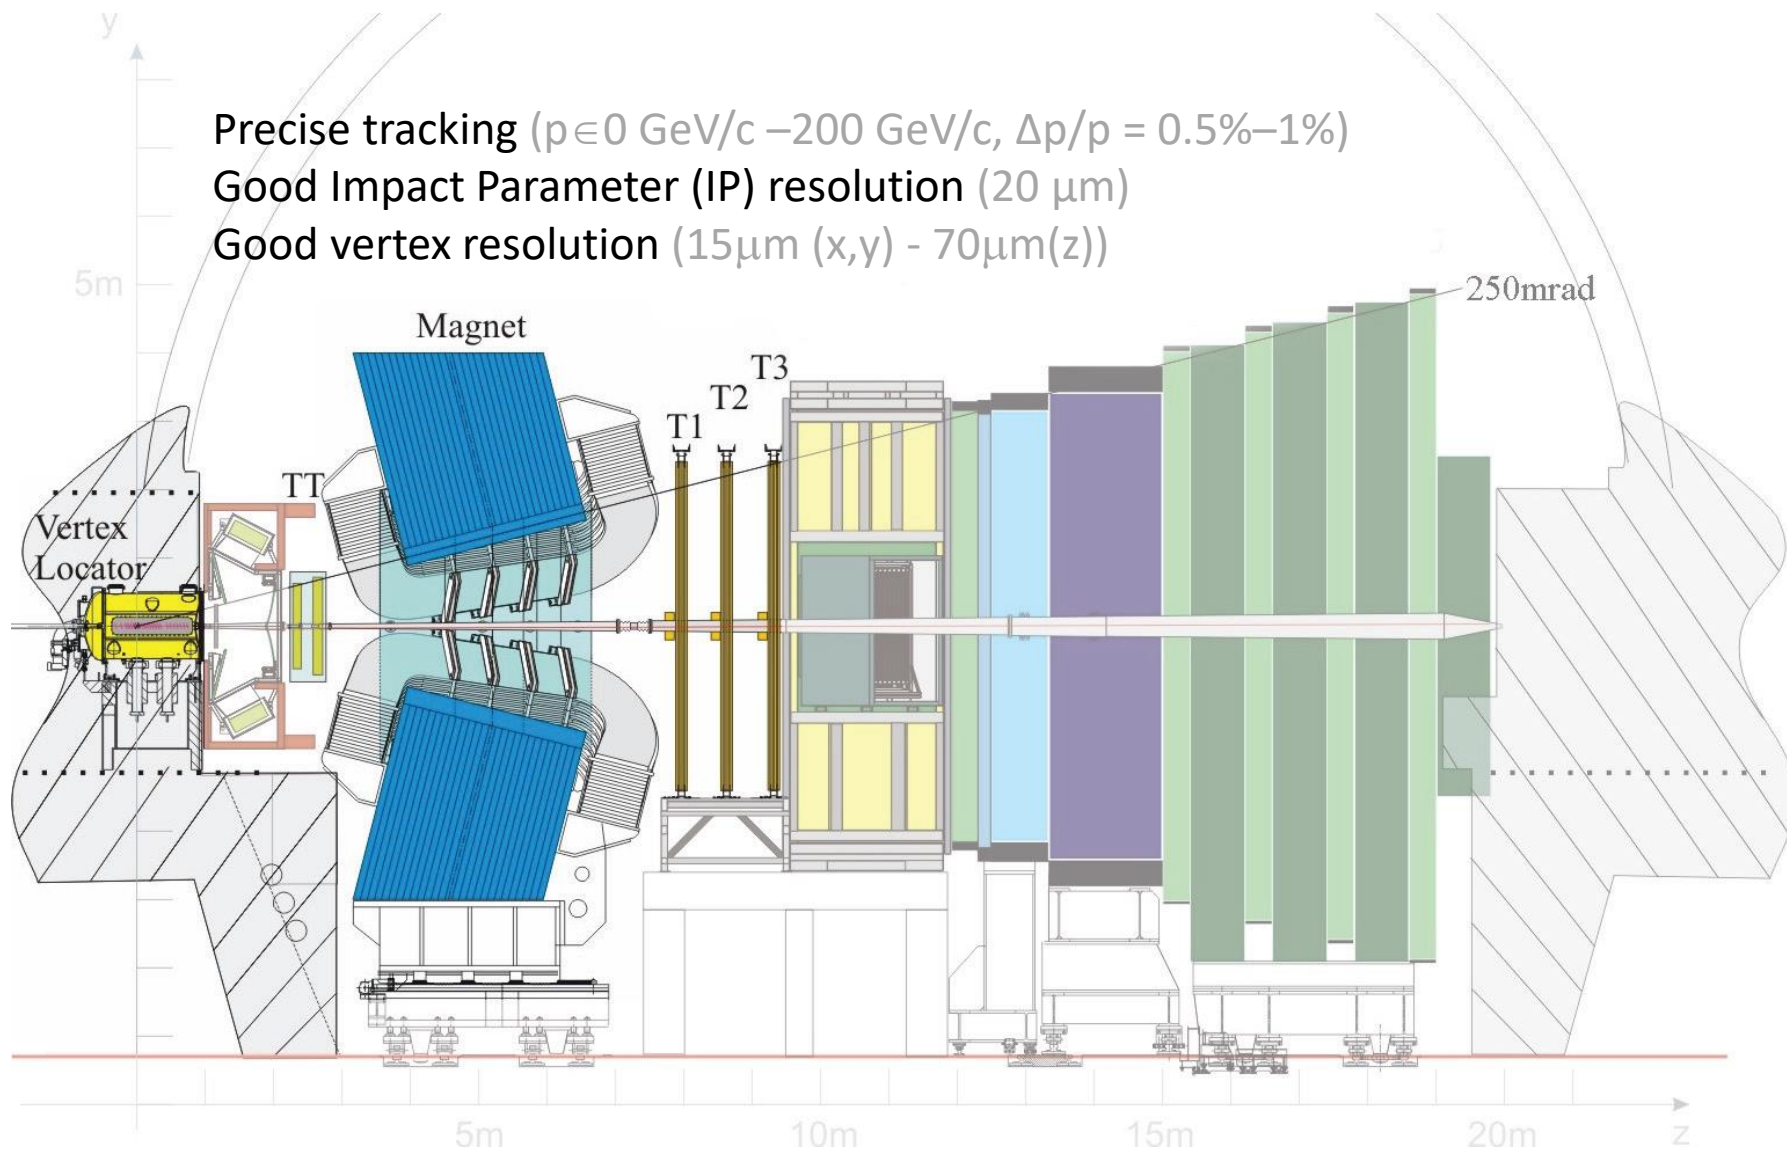 y
Precise tracking (p∈0 GeV/c –200 GeV/c, Δp/p = 0.5%–1%)
Good Impact Parameter (IP) resolution (20 μm)
Good vertex resolution (15μm (x,y) - 70μm(z))
5m
250mrad
Magnet
T3
T2
T1
TT
Vertex
Locator
5m
10m
15m
20m
z